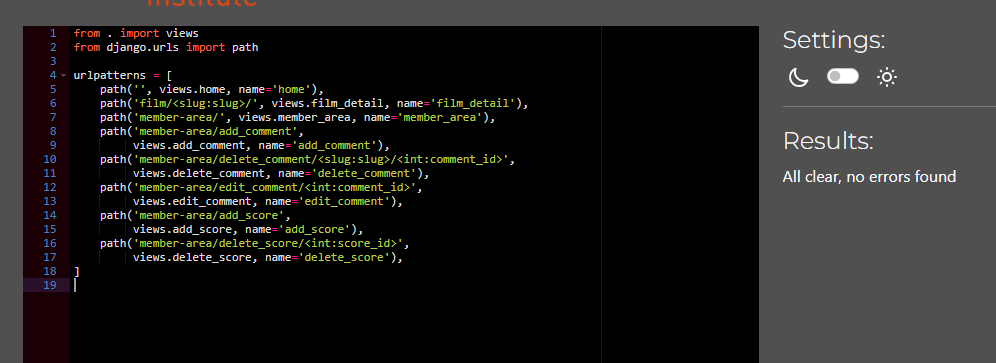 institute
1 from . import views
2 from django.urls import path
3
4 urlpatterns = [
5 path('', views.home, name='home'),
6 path('film/<slug:slug>/', views.film_detail, name='film_detail'),
7 path('member-area/', views.member_area, name='member_area'),
8 path('member-area/add_comment',
9 views.add_comment, name='add_comment'),
10 path('member-area/delete_comment/<slug:slug>/<int:comment_id>',
11 views.delete_comment, name='delete_comment'),
12 path('member-area/edit_comment/<int:comment_id>',
13 views.edit_comment, name='edit_comment'),
14 path('member-area/add_score',
15 views.add_score, name='add_score'),
16 path('member-area/delete_score/<int:score_id>',
17 views.delete_score, name='delete_score'),
18 ]
19
Settings:
Results:
All clear, no errors found